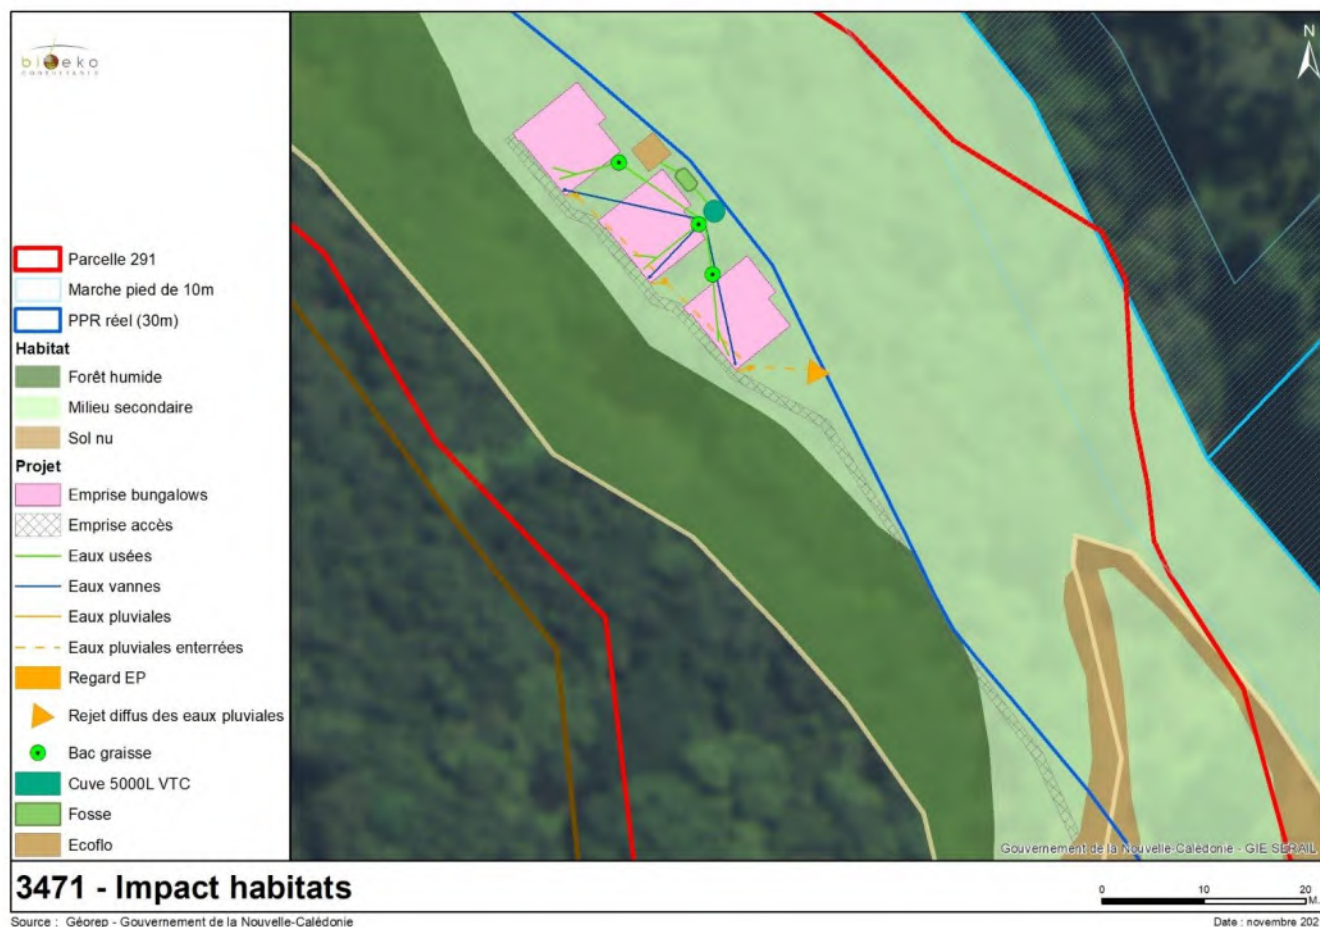 bioeko
CONSULTANTS
N
Parcelle 291
Marche pied de 10m
PPR réel (30m)
Habitat
Forêt humide
Milieu secondaire
Sol nu
Projet
Emprise bungalows
Emprise accès
Eaux usées
Eaux vannes
Eaux pluviales
Eaux pluviales enterrées
Regard EP
Rejet diffus des eaux pluviales
Bac graisse
Cuve 5000L VTC
Fosse
Ecoflo
Gouvernement de la Nouvelle-Calédonie - GIE SERAIL
3471 - Impact habitats
0 10 20
M.
Source : Géorep - Gouvernement de la Nouvelle-Calédonie
Date : novembre 202